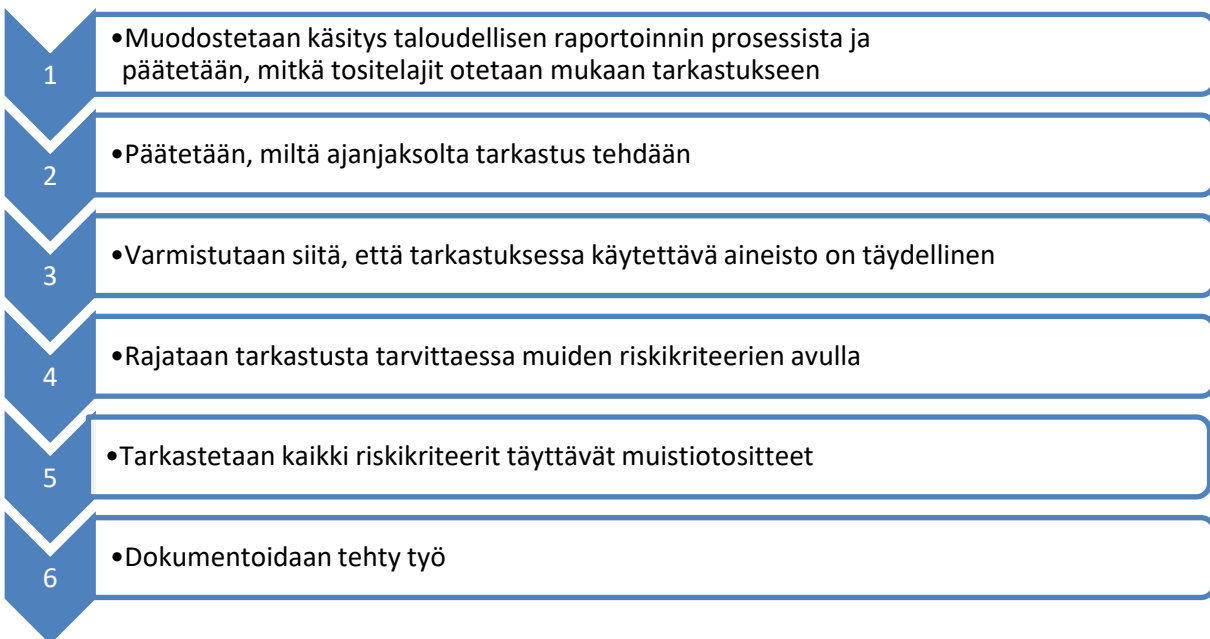 1
•Muodostetaan käsitys taloudellisen raportoinnin prosessista ja
päätetään, mitkä tositelajit otetaan mukaan tarkastukseen
2
•Päätetään, miltä ajanjaksolta tarkastus tehdään
3
•Varmistutaan siitä, että tarkastuksessa käytettävä aineisto on täydellinen
4
•Rajataan tarkastusta tarvittaessa muiden riskikriteerien avulla
5
•Tarkastetaan kaikki riskikriteerit täyttävät muistiotositteet
6
•Dokumentoidaan tehty työ